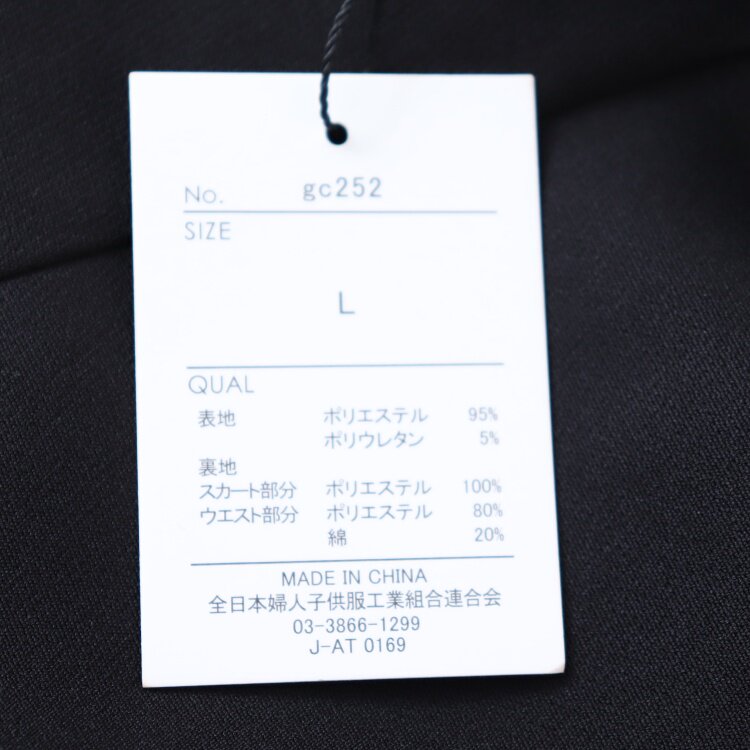 No. gc252
SIZE
L
QUAL
表地 ポリエステル 95%
ポリウレタン 5%
裏地
スカート部分 ポリエステル 100%
ウエスト部分 ポリエステル 80%
綿 20%
MADE IN CHINA
全日本婦人子供服工業組合連合会
03-3866-1299
J-AT 0169